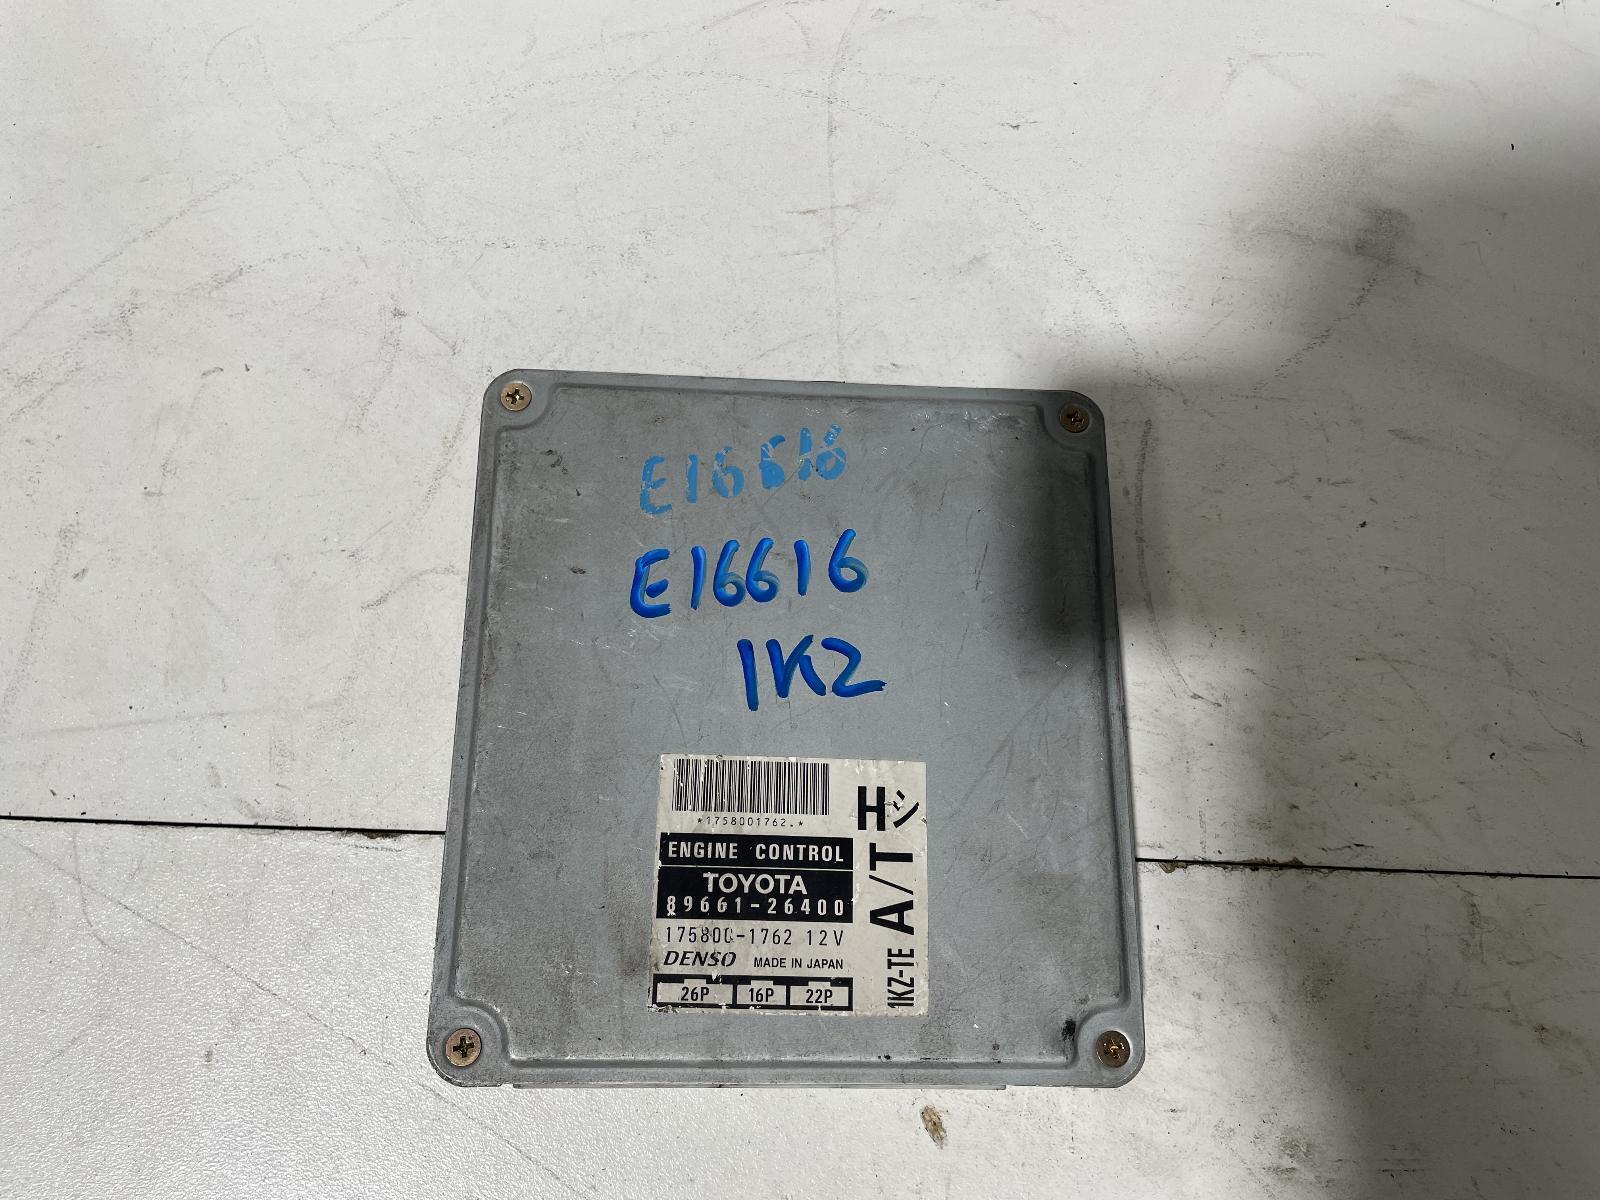 E16616
E16616
1KZ
*1758001762.*
Hシ
ENGINE CONTROL
TOYOTA
89661-26400
A/T
175800-1762 12V
DENSO MADE IN JAPAN
1KZ-TE
26P 16P 22P